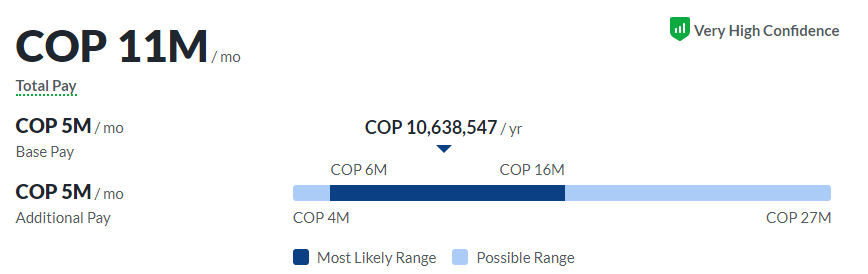 COP 11M / mo
Very High Confidence
Total Pay
COP 5M / mo
Base Pay
COP 10,638,547 / yr
COP 6M
COP 16M
COP 5M / mo
Additional Pay
COP 4M
COP 27M
Most Likely Range
Possible Range